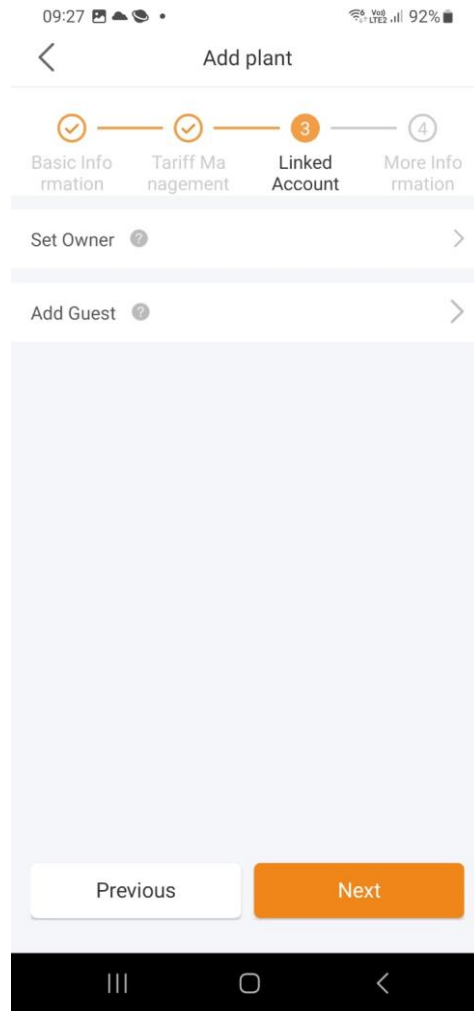 09:27 92%
Add plant
3 4
Basic Info Tariff Ma Linked More Info
rmation nagement Account rmation
Set Owner ?
Add Guest ?
Previous Next